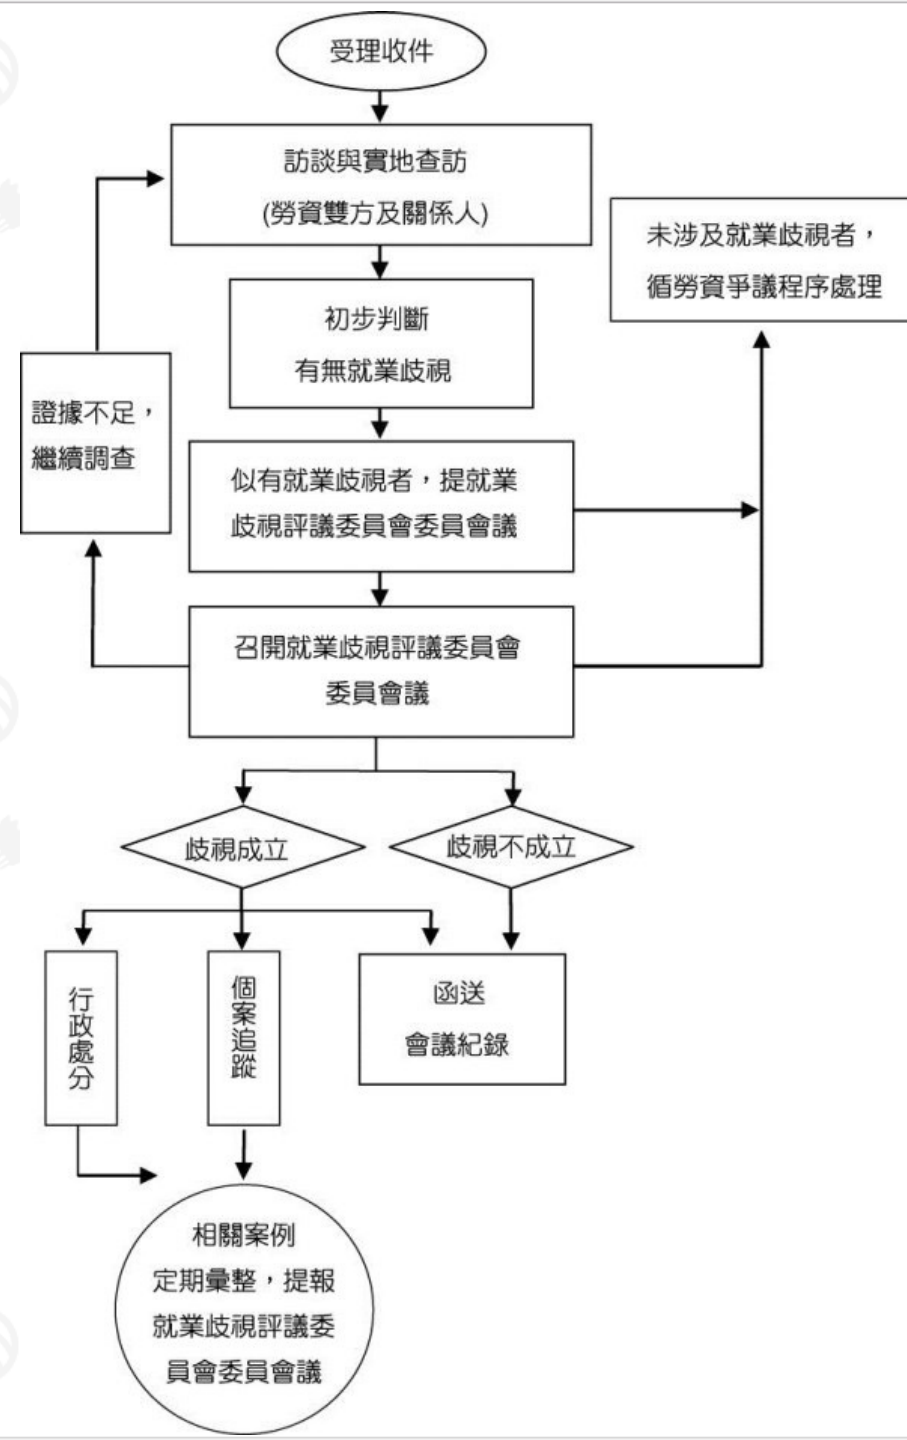 受理收件
訪談與實地查訪
(勞資雙方及關係人)
未涉及就業歧視者，
循勞資爭議程序處理
初步判斷
有無就業歧視
證據不足，
繼續調查
似有就業歧視者，提就業
歧視評議委員會委員會議
召開就業歧視評議委員會
委員會議
歧視成立
歧視不成立
行政處分
個案追蹤
函送
會議紀錄
相關案例
定期彙整，提報
就業歧視評議委
員會委員會議